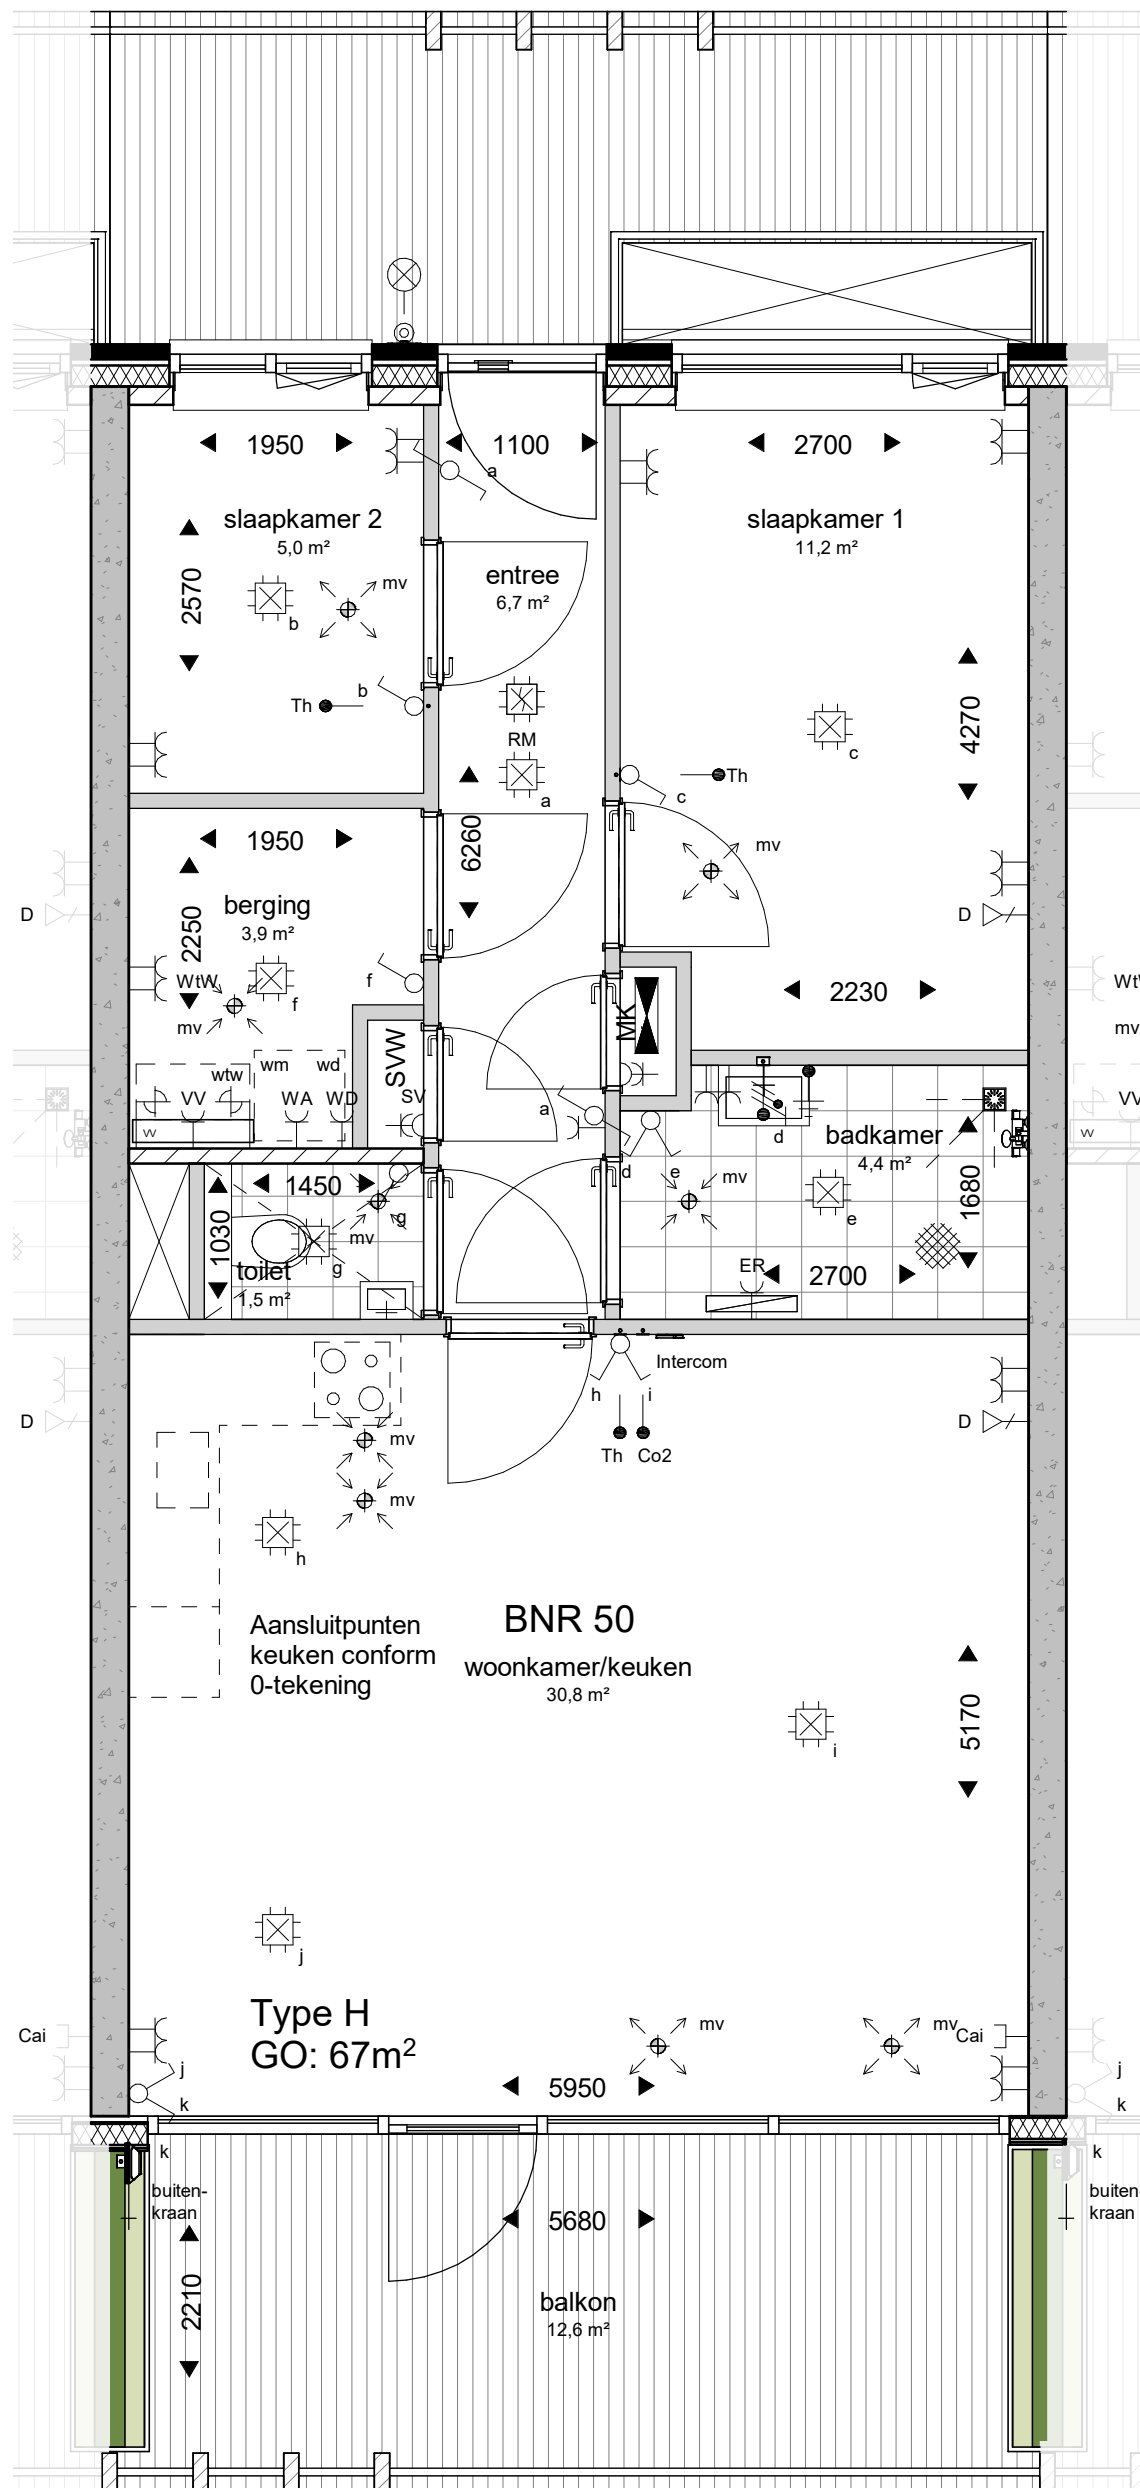 1950
1100
2700
a
slaapkamer 2
5,0 m²
slaapkamer 1
11,2 m²
entree
6,7 m²
2570
mv
b
b
Th
4270
c
RM
a
Th
c
1950
6260
mv
berging
3,9 m²
2250
D
D
f
WtW
f
mv
2230
WtW
mv
MK
SVW
wtw
wm
wd
VV
WA
WD
SV
VV
a
d
badkamer
4,4 m²
vv
vv
d
e
mv
1680
1450
1030
g
mv
e
toilet
1,5 m²
g
ER
2700
Intercom
h
i
D
D
mv
Th
Co2
mv
h
Aansluitpunten
keuken conform
0-tekening
BNR 50
woonkamer/keuken
30,8 m²
5170
i
j
Type H
GO: 67m²
Cai
mv
mv
Cai
j
k
5950
j
k
k
k
buiten-
kraan
buiten-
kraan
5680
2210
balkon
12,6 m²